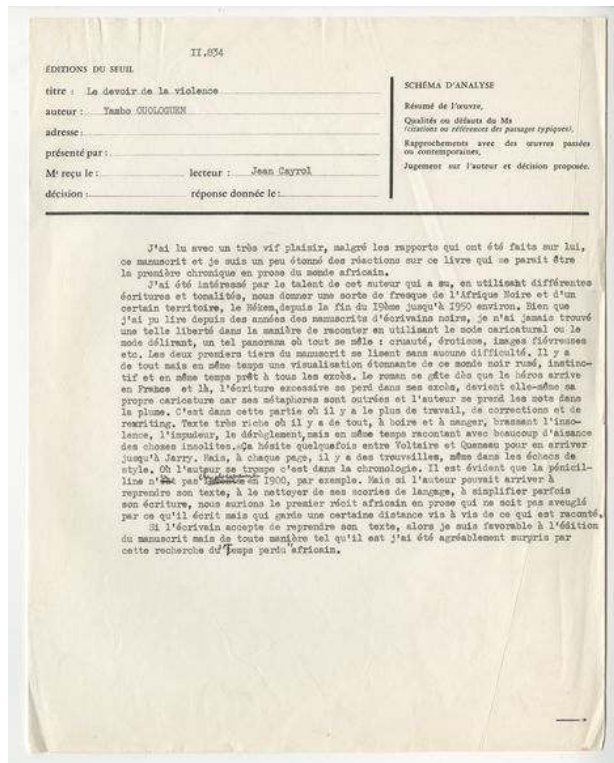 II.834
ÉDITIONS DU SEUIL
titre : Le devoir de la violence
auteur : Yambo OUOLOGUEM
adresse :
présenté par :
Mˢ reçu le : lecteur : Jean Cayrol
décision : réponse donnée le :
SCHÉMA D'ANALYSE
Résumé de l'œuvre,
Qualités ou défauts du Ms
(citations ou références des passages typiques),
Rapprochements avec des œuvres passées
ou contemporaines,
Jugement sur l'auteur et décision proposée.
J'ai lu avec un très vif plaisir, malgré les rapports qui ont été faits sur lui,
ce manuscrit et je suis un peu étonné des réactions sur ce livre qui me parait être
la première chronique en prose du monde africain.
J'ai été intéressé par le talent de cet auteur qui a su, en utilisant différentes
écritures et tonalités, nous donner une sorte de fresque de l'Afrique Noire et d'un
certain territoire, le Nékem, depuis la fin du I9ème jusqu'à I950 environ. Bien que
j'ai pu lire depuis des années des manuscrits d'écrivains noirs, je n'ai jamais trouvé
une telle liberté dans la manière de raconter en utilisant le mode caricatural ou le
mode délirant, un tel panorama où tout se mêle : cruauté, érotisme, images fiévreuses
etc. Les deux premiers tiers du manuscrit se lisent sans aucune difficulté. Il y a
de tout mais en même temps une visualisation étonnante de ce monde noir rusé, instinc-
tif et en même temps prêt à tous les excès. Le roman se gâte dès que le héros arrive
en France et là, l'écriture excessive se perd dans ses excès, devient elle-même sa
propre caricature car ses métaphores sont outrées et l'auteur se prend les mots dans
la plume. C'est dans cette partie où il y a le plus de travail, de corrections et de
rewriting. Texte très riche où il y a de tout, à boire et à manger, brassant l'inso-
lence, l'impudeur, le dérèglement, mais en même temps racontant avec beaucoup d'aisance
des choses insolites. Ça hésite quelquefois entre Voltaire et Queneau pour en arriver
jusqu'à Jarry. Mais, à chaque page, il y a des trouvailles, même dans les échecs de
style. Où l'auteur se trompe c'est dans la chronologie. Il est évident que la pénicil-
line n' pas en I900, par exemple. Mais si l'auteur pouvait arriver à
reprendre son texte, à le nettoyer de ses scories de langage, à simplifier parfois
son écriture, nous aurions le premier récit africain en prose qui ne soit pas aveuglé
par ce qu'il écrit mais qui garde une certaine distance vis à vis de ce qui est raconté.
Si l'écrivain accepte de reprendre son texte, alors je suis favorable à l'édition
du manuscrit mais de toute manière tel qu'il est j'ai été agréablement surpris par
cette recherche du "Temps perdu" africain.